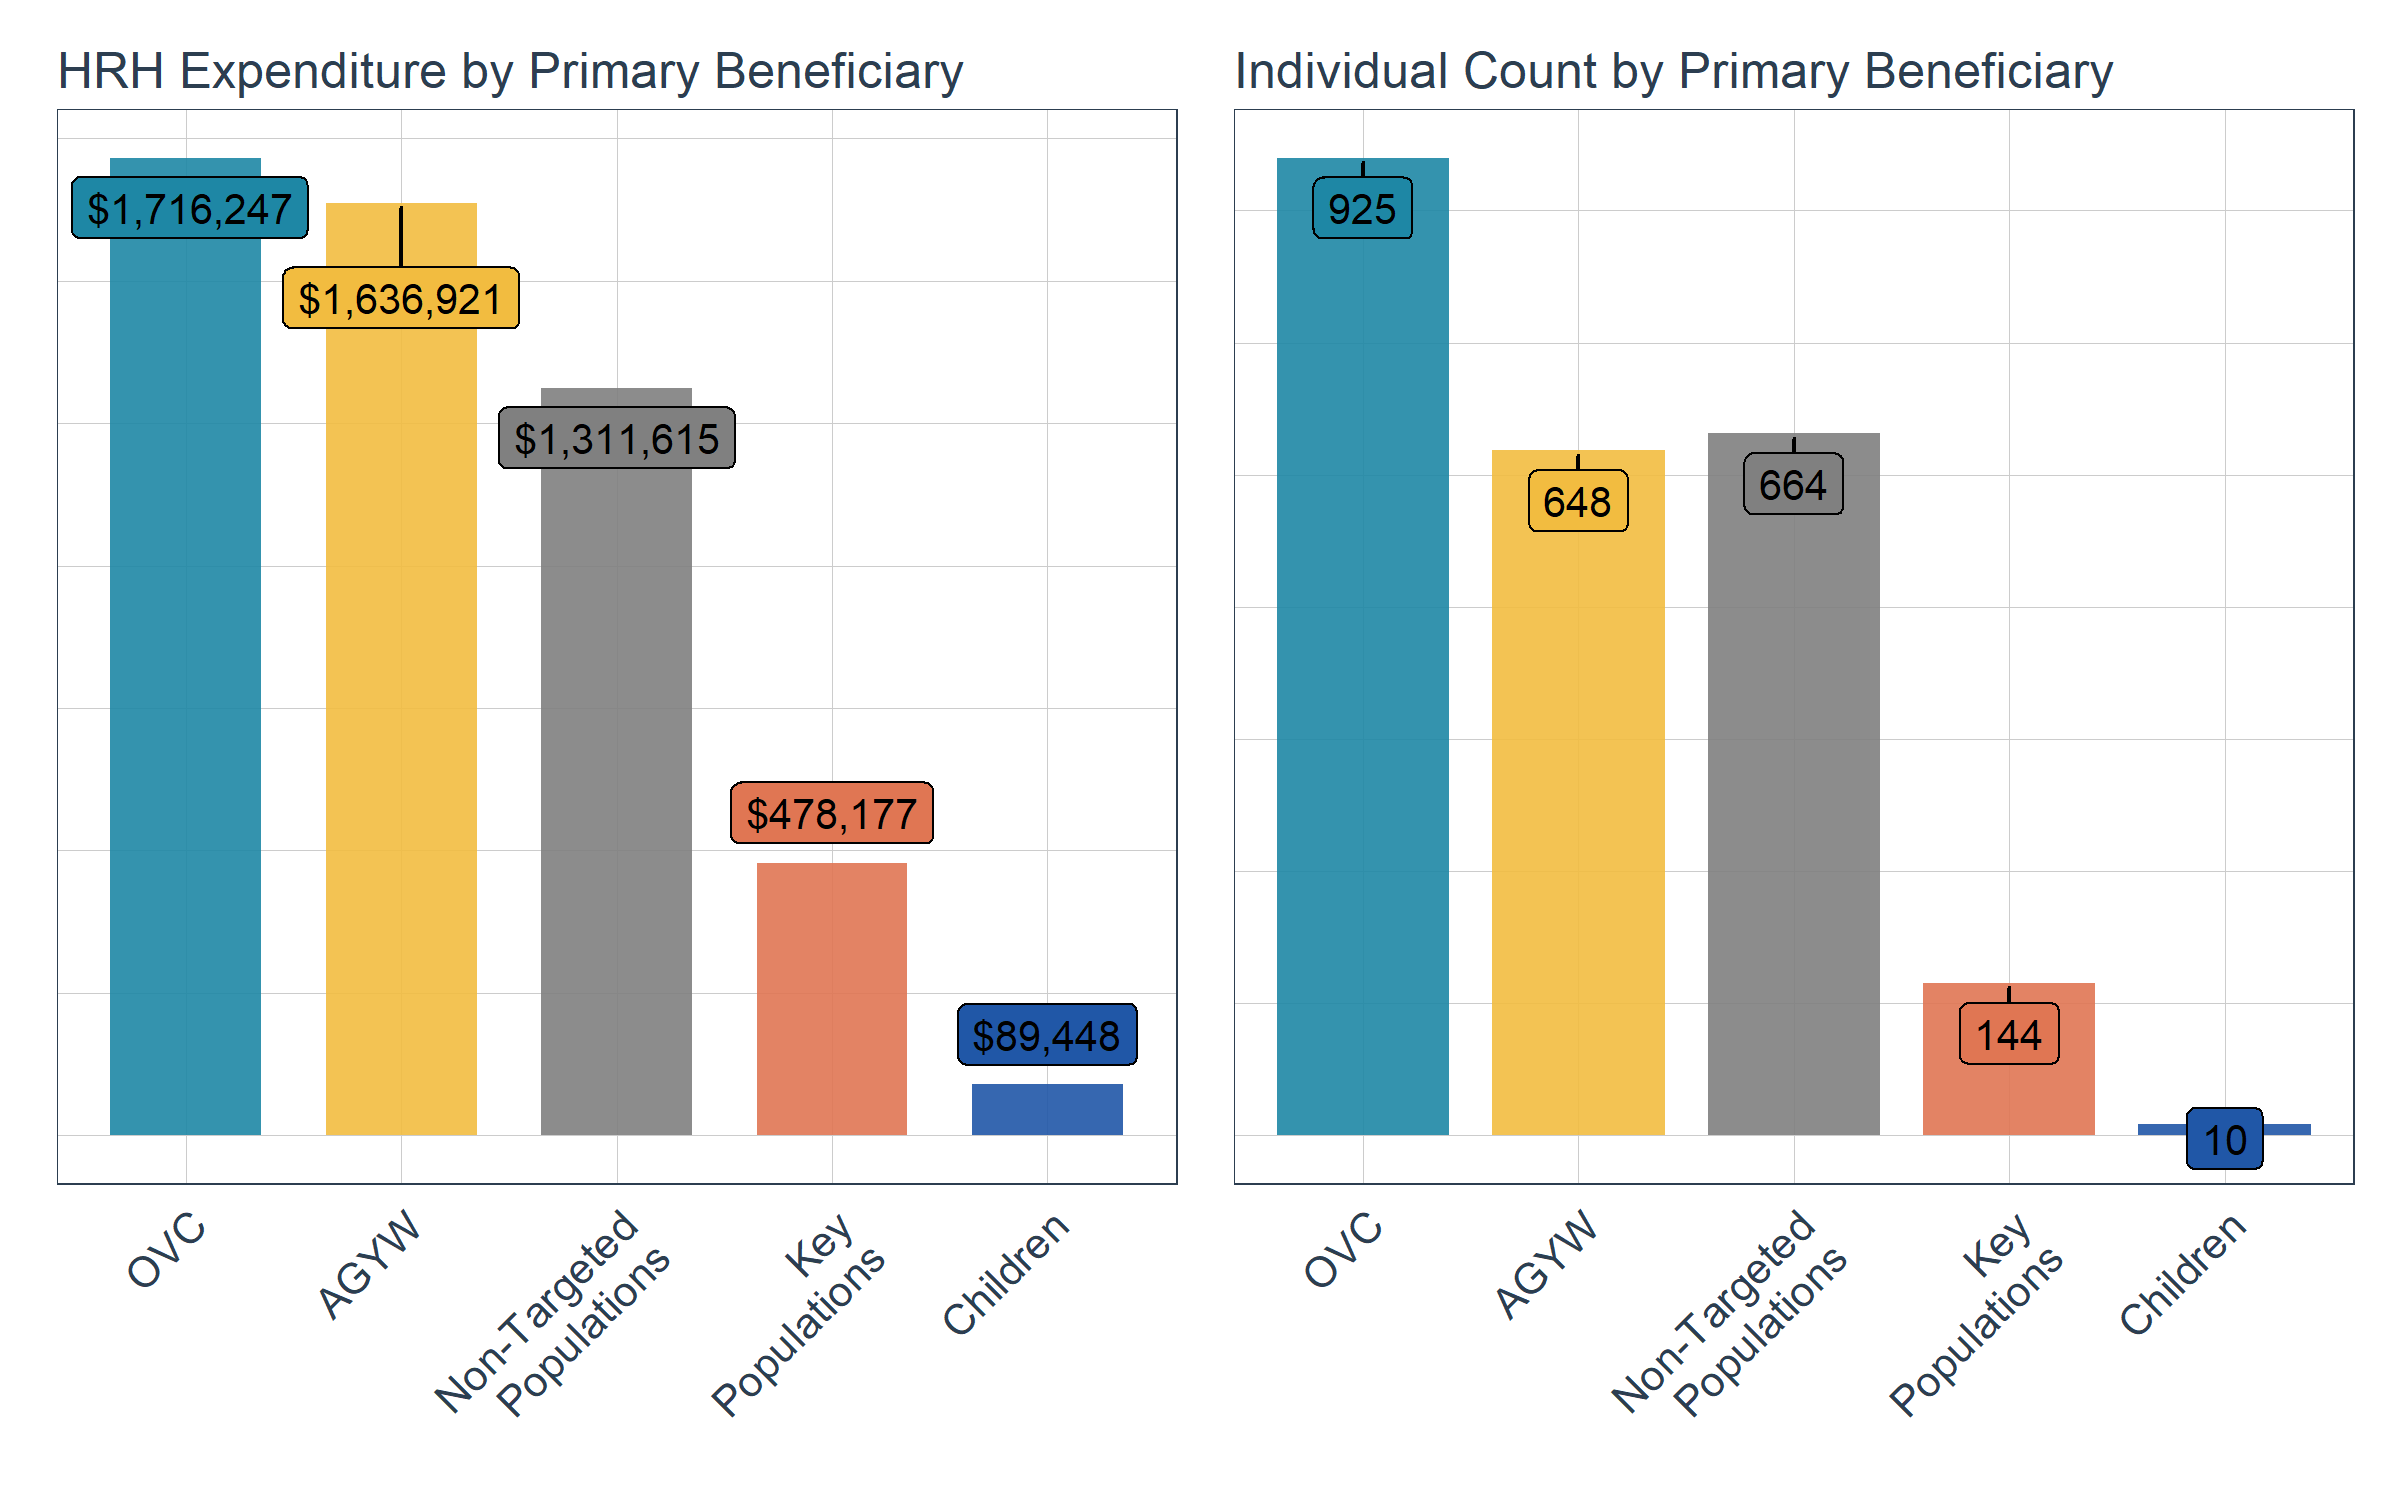 HRH Expenditure by Primary Beneficiary
$1,716,247
$1,636,921
$1,311,615
$478,177
$89,448
OVC
AGYW
Non-Targeted
Populations
Key
Populations
Children
Individual Count by Primary Beneficiary
925
648
664
144
10
OVC
AGYW
Non-Targeted
Populations
Key
Populations
Children